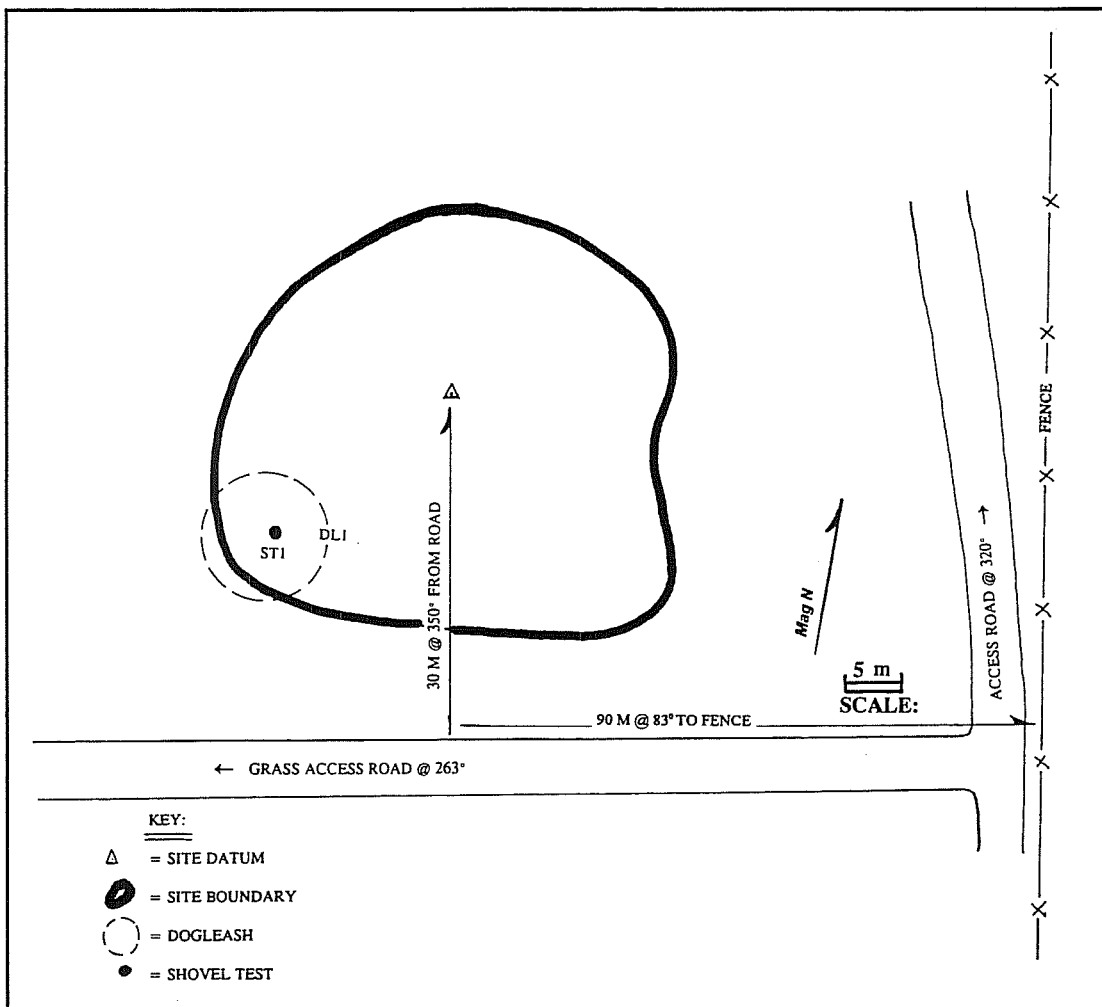 FENCE
DL1
ST1
30 M @ 350° FROM ROAD
Mag N
ACCESS ROAD @ 320° →
5 m
SCALE:
90 M @ 83° TO FENCE
← GRASS ACCESS ROAD @ 263°
KEY:
= SITE DATUM
= SITE BOUNDARY
= DOGLEASH
= SHOVEL TEST